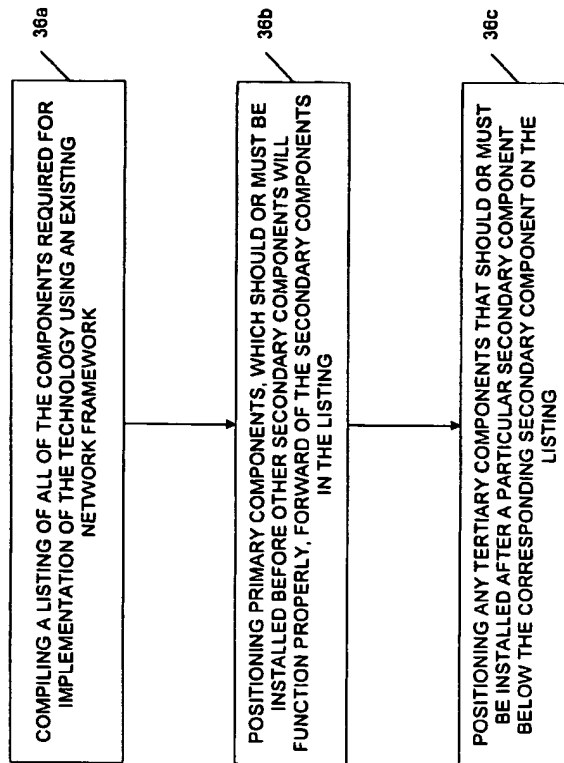 36a
COMPILING A LISTING OF ALL OF THE COMPONENTS REQUIRED FOR
IMPLEMENTATION OF THE TECHNOLOGY USING AN EXISTING
NETWORK FRAMEWORK
36b
POSITIONING PRIMARY COMPONENTS, WHICH SHOULD OR MUST BE
INSTALLED BEFORE OTHER SECONDARY COMPONENTS WILL
FUNCTION PROPERLY, FORWARD OF THE SECONDARY COMPONENTS
IN THE LISTING
36c
POSITIONING ANY TERTIARY COMPONENTS THAT SHOULD OR MUST
BE INSTALLED AFTER A PARTICULAR SECONDARY COMPONENT
BELOW THE CORRESPONDING SECONDARY COMPONENT ON THE
LISTING